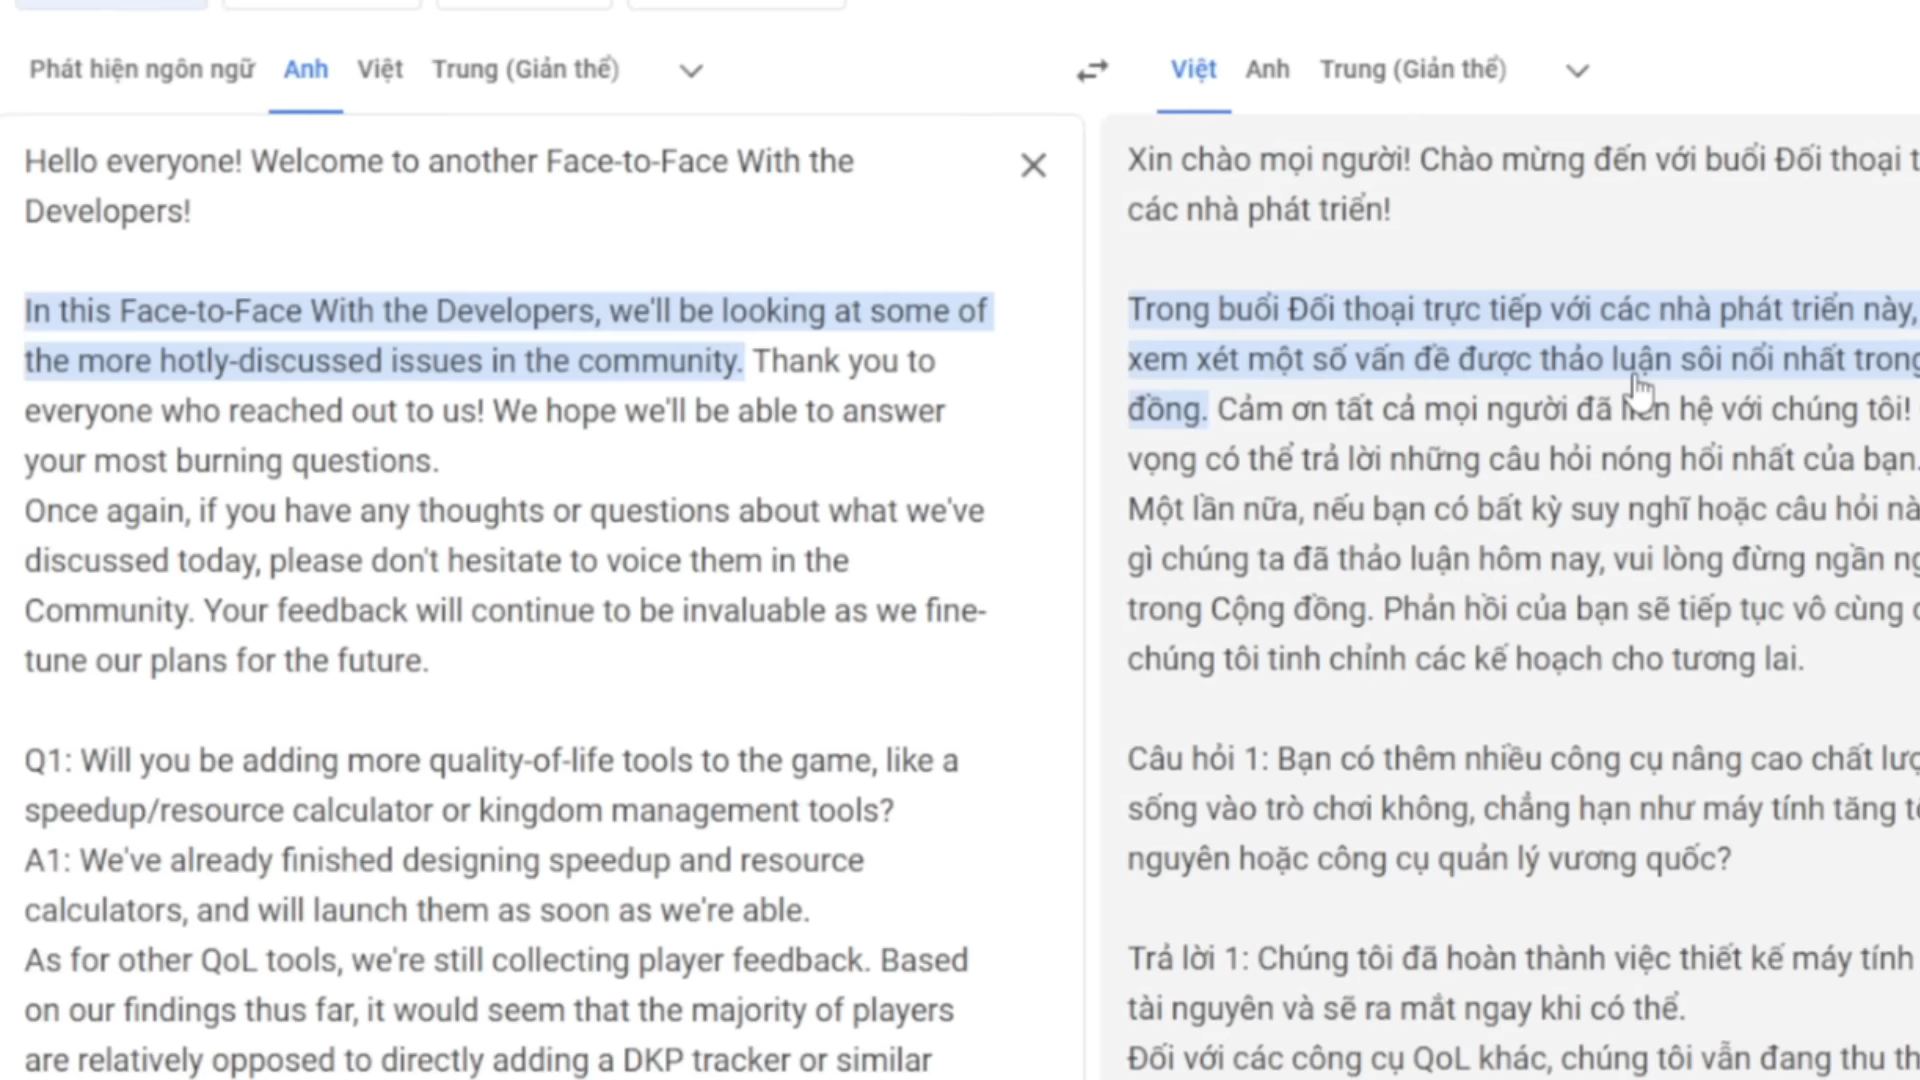 Phát hiện ngôn ngữ Anh Việt Trung (Giản thể)
Việt Anh Trung (Giản thể)
Hello everyone! Welcome to another Face-to-Face With the
Developers!
In this Face-to-Face With the Developers, we'll be looking at some of
the more hotly-discussed issues in the community. Thank you to
everyone who reached out to us! We hope we'll be able to answer
your most burning questions.
Once again, if you have any thoughts or questions about what we've
discussed today, please don't hesitate to voice them in the
Community. Your feedback will continue to be invaluable as we fine-
tune our plans for the future.
Q1: Will you be adding more quality-of-life tools to the game, like a
speedup/resource calculator or kingdom management tools?
A1: We've already finished designing speedup and resource
calculators, and will launch them as soon as we're able.
As for other QoL tools, we're still collecting player feedback. Based
on our findings thus far, it would seem that the majority of players
are relatively opposed to directly adding a DKP tracker or similar
Xin chào mọi người! Chào mừng đến với buổi Đối thoại
các nhà phát triển!
Trong buổi Đối thoại trực tiếp với các nhà phát triển này,
xem xét một số vấn đề được thảo luận sôi nổi nhất trong
đồng. Cảm ơn tất cả mọi người đã liên hệ với chúng tôi!
vọng có thể trả lời những câu hỏi nóng hổi nhất của bạn.
Một lần nữa, nếu bạn có bất kỳ suy nghĩ hoặc câu hỏi
gì chúng ta đã thảo luận hôm nay, vui lòng đừng ngần
trong Cộng đồng. Phản hồi của bạn sẽ tiếp tục vô cùng
chúng tôi tinh chỉnh các kế hoạch cho tương lai.
Câu hỏi 1: Bạn có thêm nhiều công cụ nâng cao chất
sống vào trò chơi không, chẳng hạn như máy tính tăng
nguyên hoặc công cụ quản lý vương quốc?
Trả lời 1: Chúng tôi đã hoàn thành việc thiết kế máy tính
tài nguyên và sẽ ra mắt ngay khi có thể.
Đối với các công cụ QoL khác, chúng tôi vẫn đang thu